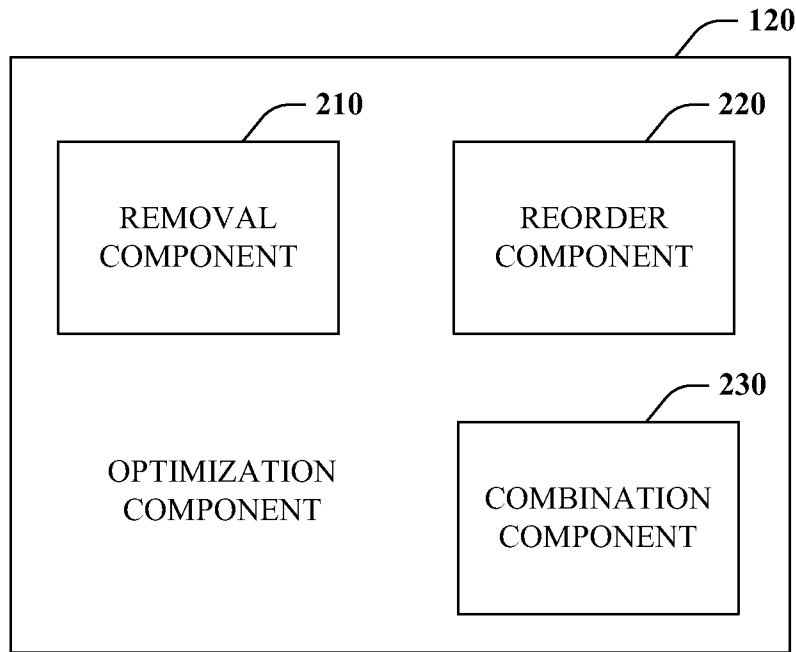 120
210
220
REMOVAL
COMPONENT
REORDER
COMPONENT
230
OPTIMIZATION
COMPONENT
COMBINATION
COMPONENT